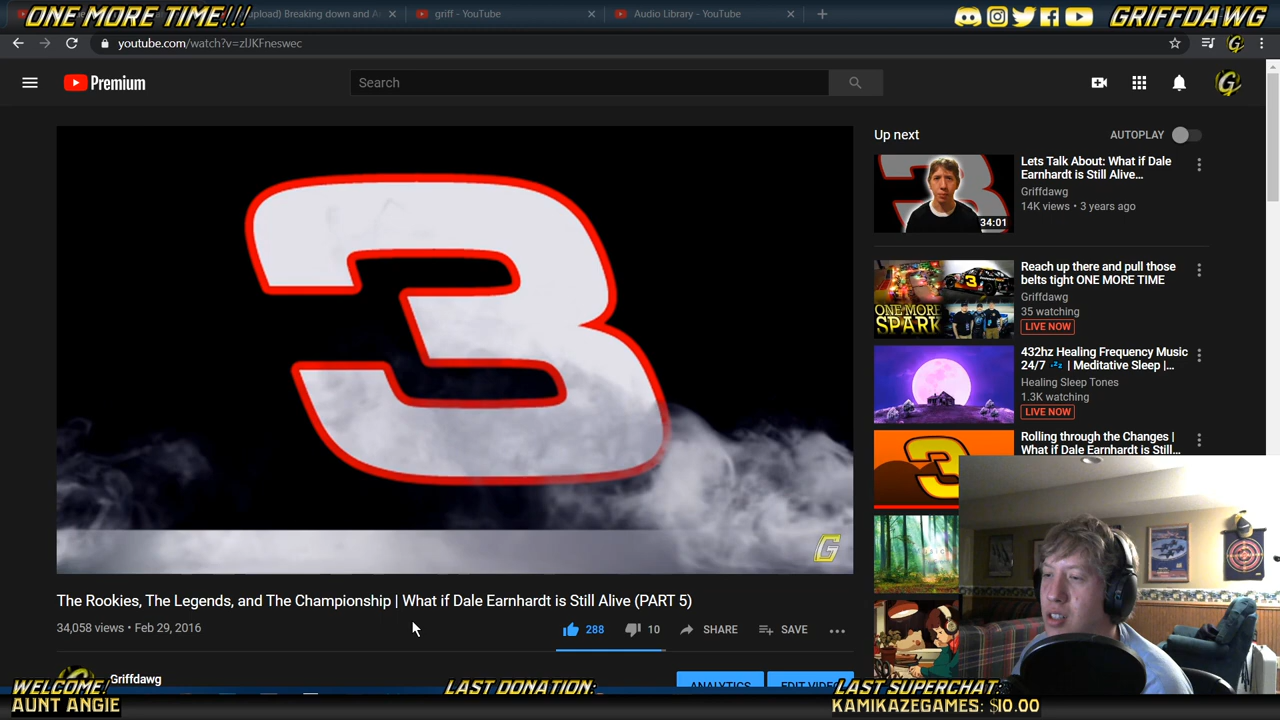 ONE MORE TIME!!!
upload) Breaking down and A
griff - YouTube
Audio Library - YouTube
GRIFFDAWG
youtube.com/watch?v=zlJKFneswec
Premium
Search
G
3
G
Up next
AUTOPLAY
Lets Talk About: What if Dale
Earnhardt is Still Alive...
Griffdawg
14K views • 3 years ago
34:01
Reach up there and pull those
belts tight ONE MORE TIME
Griffdawg
35 watching
LIVE NOW
3
ONE MORE
SPARK
432hz Healing Frequency Music
24/7 💤 | Meditative Sleep |...
Healing Sleep Tones
1.3K watching
LIVE NOW
Rolling through the Changes |
What if Dale Earnhardt is Still...
The Rookies, The Legends, and The Championship | What if Dale Earnhardt is Still Alive (PART 5)
34,058 views • Feb 29, 2016
288
10
SHARE
SAVE
Griffdawg
ANALYTICS
EDIT VIDEO
WELCOME!
AUNT ANGIE
LAST DONATION:
LAST SUPERCHAT:
KAMIKAZEGAMES: $10.00